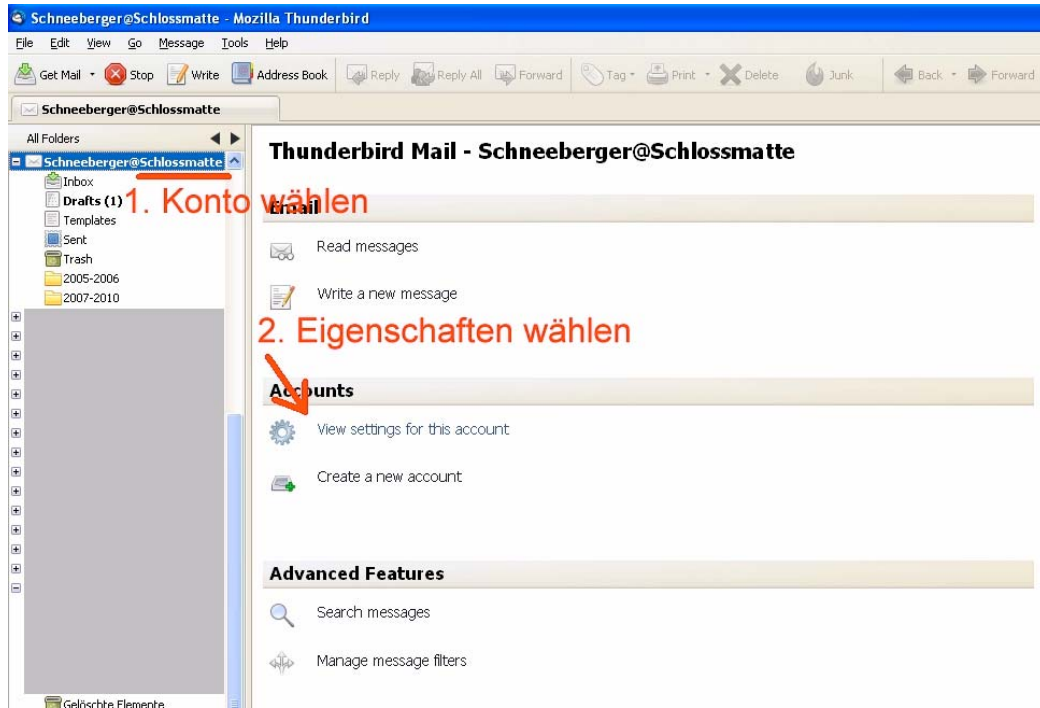 Schneeberger@Schlossmatte - Mozilla Thunderbird
File Edit View Go Message Tools Help
Get Mail Stop Write Address Book Reply Reply All Forward Tag Print Delete Junk Back Forward
Schneeberger@Schlossmatte
All Folders
Schneeberger@Schlossmatte
Inbox
Drafts (1)
Templates
Sent
Trash
2005-2006
2007-2010
Gelöschte Elemente
1. Konto wählen
Thunderbird Mail - Schneeberger@Schlossmatte
Email
Read messages
Write a new message
2. Eigenschaften wählen
Accounts
View settings for this account
Create a new account
Advanced Features
Search messages
Manage message filters